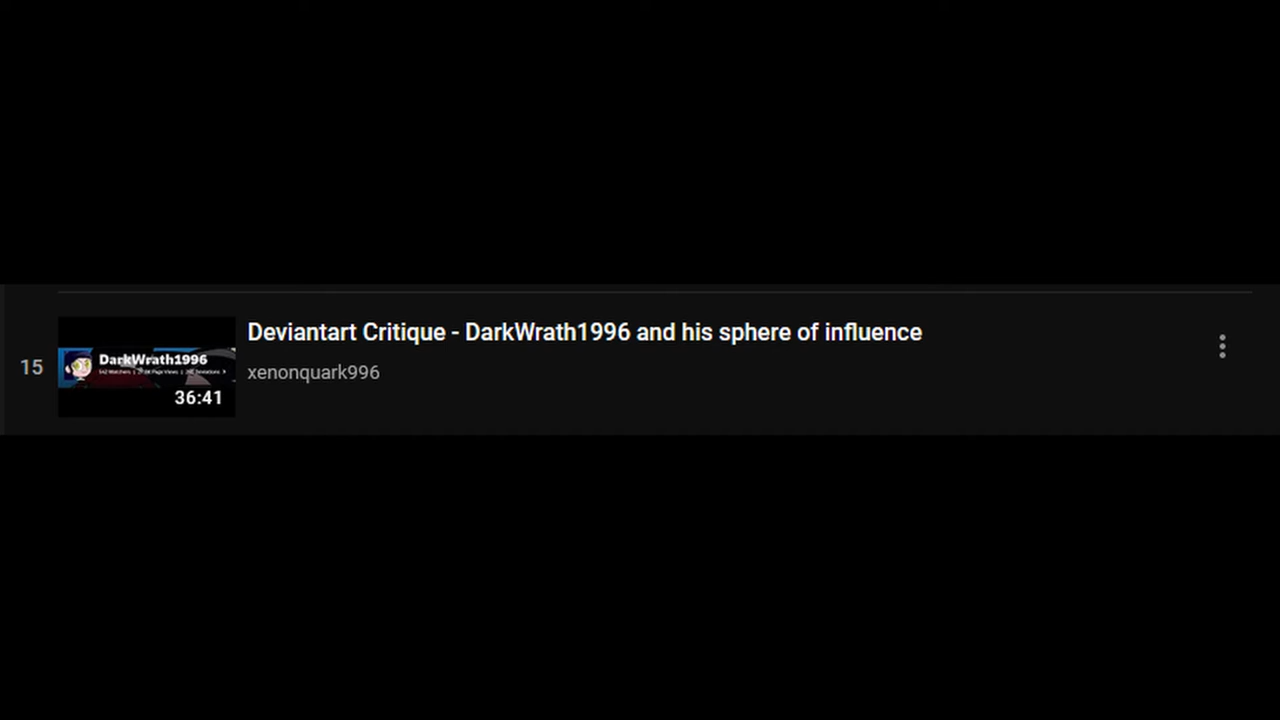 Deviantart Critique - DarkWrath1996 and his sphere of influence
15
DarkWrath1996
xenonquark996
36:41